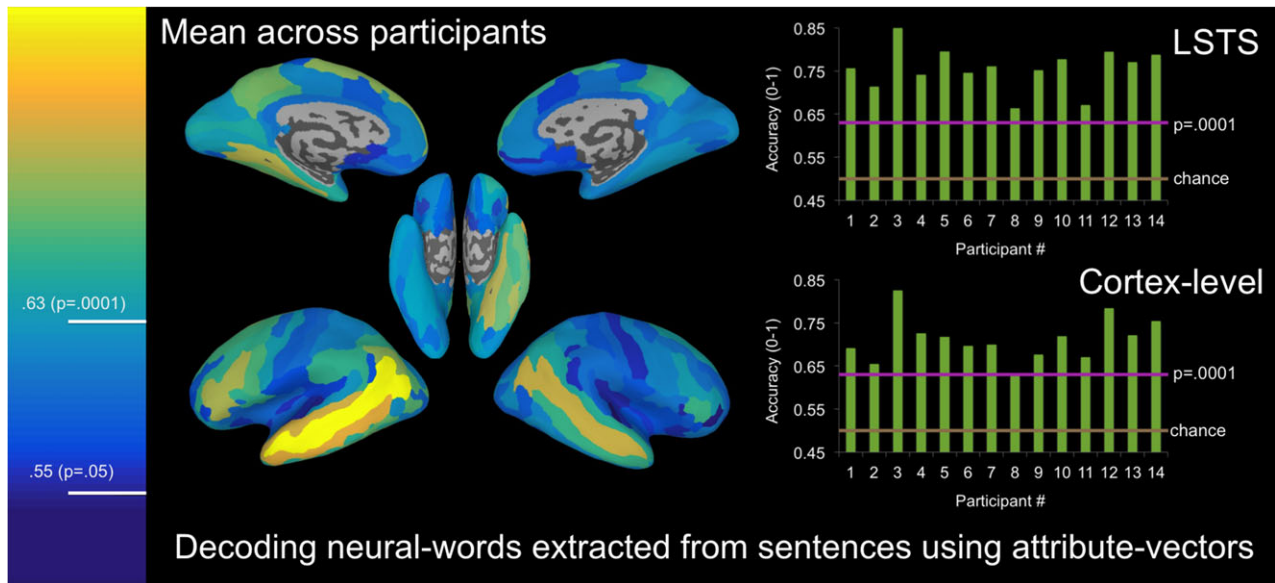 Mean across participants
.63 (p=.0001)
.55 (p=.05)
LSTS
Accuracy (0-1)
0.85
0.75
0.65
0.55
0.45
p=.0001
chance
1 2 3 4 5 6 7 8 9 10 11 12 13 14
Participant #
Cortex-level
Accuracy (0-1)
0.85
0.75
0.65
0.55
0.45
p=.0001
chance
1 2 3 4 5 6 7 8 9 10 11 12 13 14
Participant #
Decoding neural-words extracted from sentences using attribute-vectors